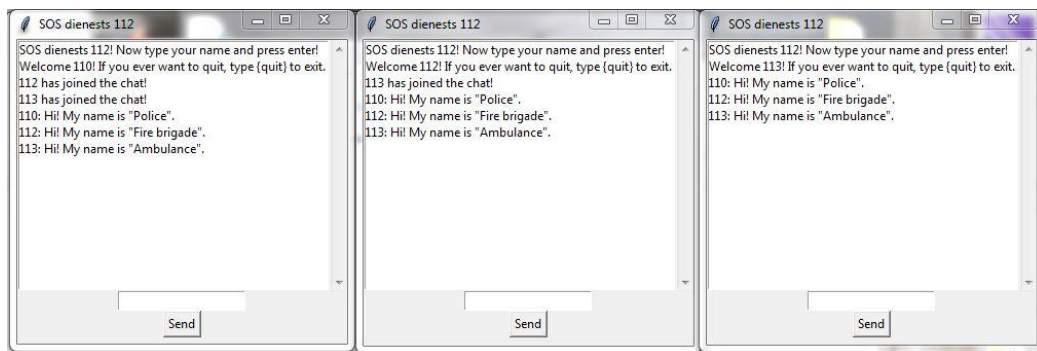 SOS dienests 112
SOS dienests 112! Now type your name and press enter!
Welcome 110! If you ever want to quit, type {quit} to exit.
112 has joined the chat!
113 has joined the chat!
110: Hi! My name is "Police".
112: Hi! My name is "Fire brigade".
113: Hi! My name is "Ambulance".
Send
SOS dienests 112
SOS dienests 112! Now type your name and press enter!
Welcome 112! If you ever want to quit, type {quit} to exit.
113 has joined the chat!
110: Hi! My name is "Police".
112: Hi! My name is "Fire brigade".
113: Hi! My name is "Ambulance".
Send
SOS dienests 112
SOS dienests 112! Now type your name and press enter!
Welcome 113! If you ever want to quit, type {quit} to exit.
110: Hi! My name is "Police".
112: Hi! My name is "Fire brigade".
113: Hi! My name is "Ambulance".
Send